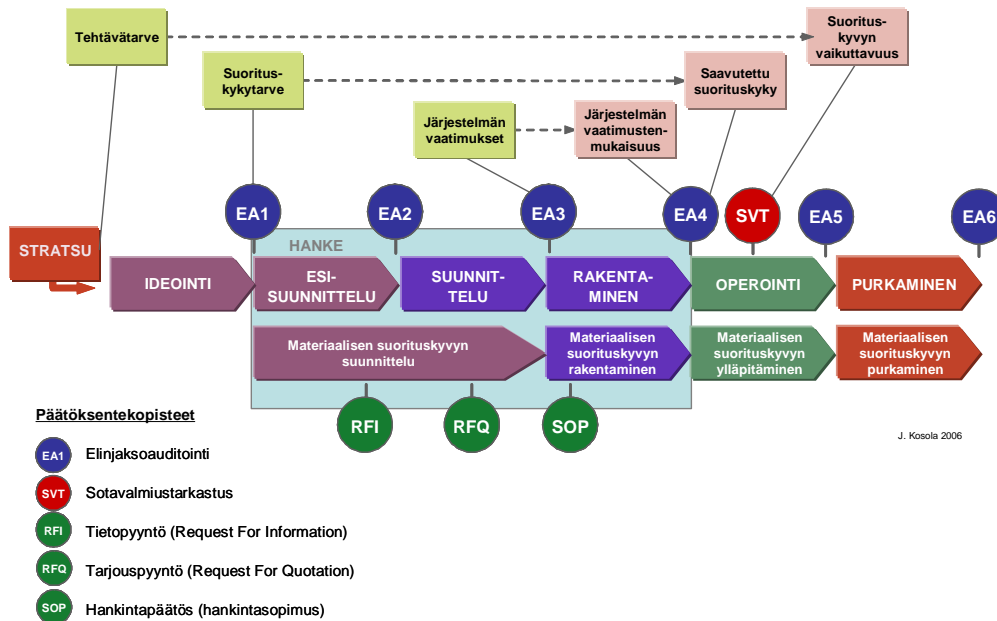 Tehtävätarve
Suoritus-
kyvyn
vaikuttavuus
Suoritus-
kykytarve
Saavutettu
suorituskyky
Järjestelmän
vaatimukset
Järjestelmän
vaatimusten-
mukaisuus
EA1
EA2
EA3
EA4
SVT
EA5
EA6
STRATSU
HANKE
IDEOINTI
ESI-
SUUNNITTELU
SUUNNIT-
TELU
RAKENTA-
MINEN
OPEROINTI
PURKAMINEN
Materiaalisen suorituskyvyn
suunnittelu
Materiaalisen
suorituskyvyn
rakentaminen
Materiaalisen
suorituskyvyn
ylläpitäminen
Materiaalisen
suorituskyvyn
purkaminen
RFI
RFQ
SOP
J. Kosola 2006
Päätöksentekopisteet
EA1 Elinjaksoauditointi
SVT Sotavalmiustarkastus
RFI Tietopyyntö (Request For Information)
RFQ Tarjouspyyntö (Request For Quotation)
SOP Hankintapäätös (hankintasopimus)